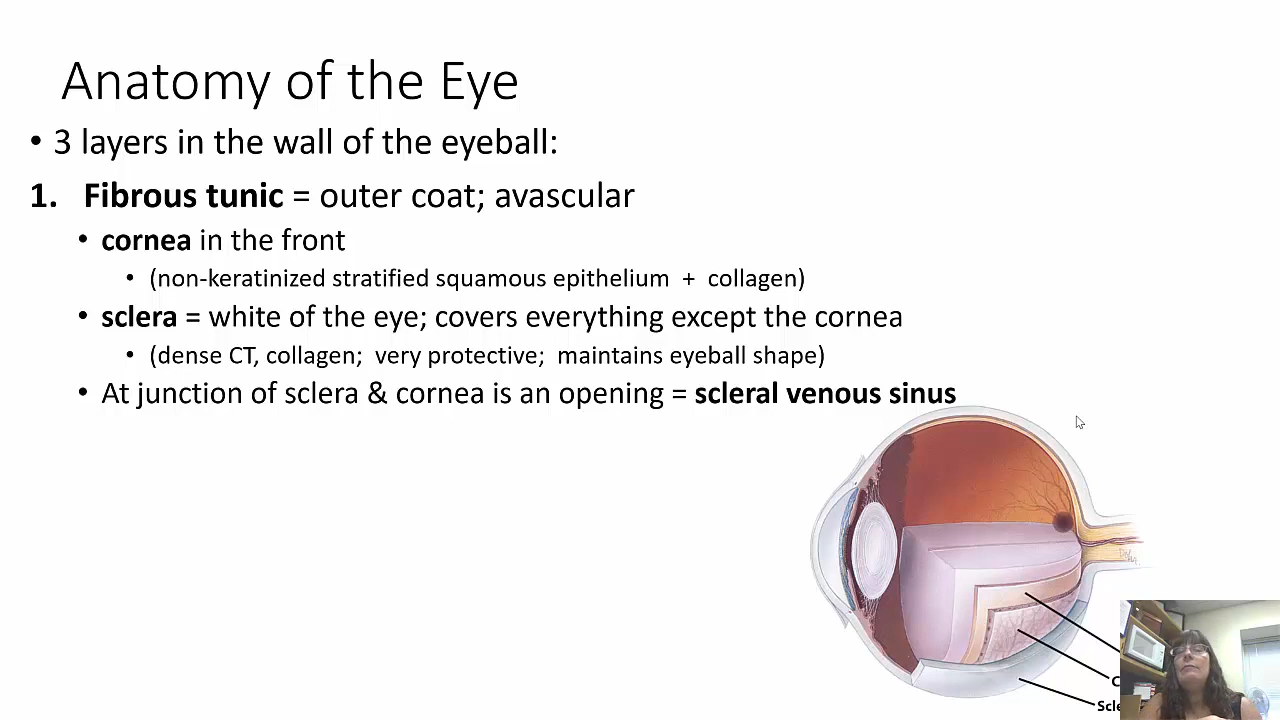 Anatomy of the Eye
• 3 layers in the wall of the eyeball:
1. Fibrous tunic = outer coat; avascular
• cornea in the front
• (non-keratinized stratified squamous epithelium + collagen)
• sclera = white of the eye; covers everything except the cornea
• (dense CT, collagen; very protective; maintains eyeball shape)
• At junction of sclera & cornea is an opening = scleral venous sinus